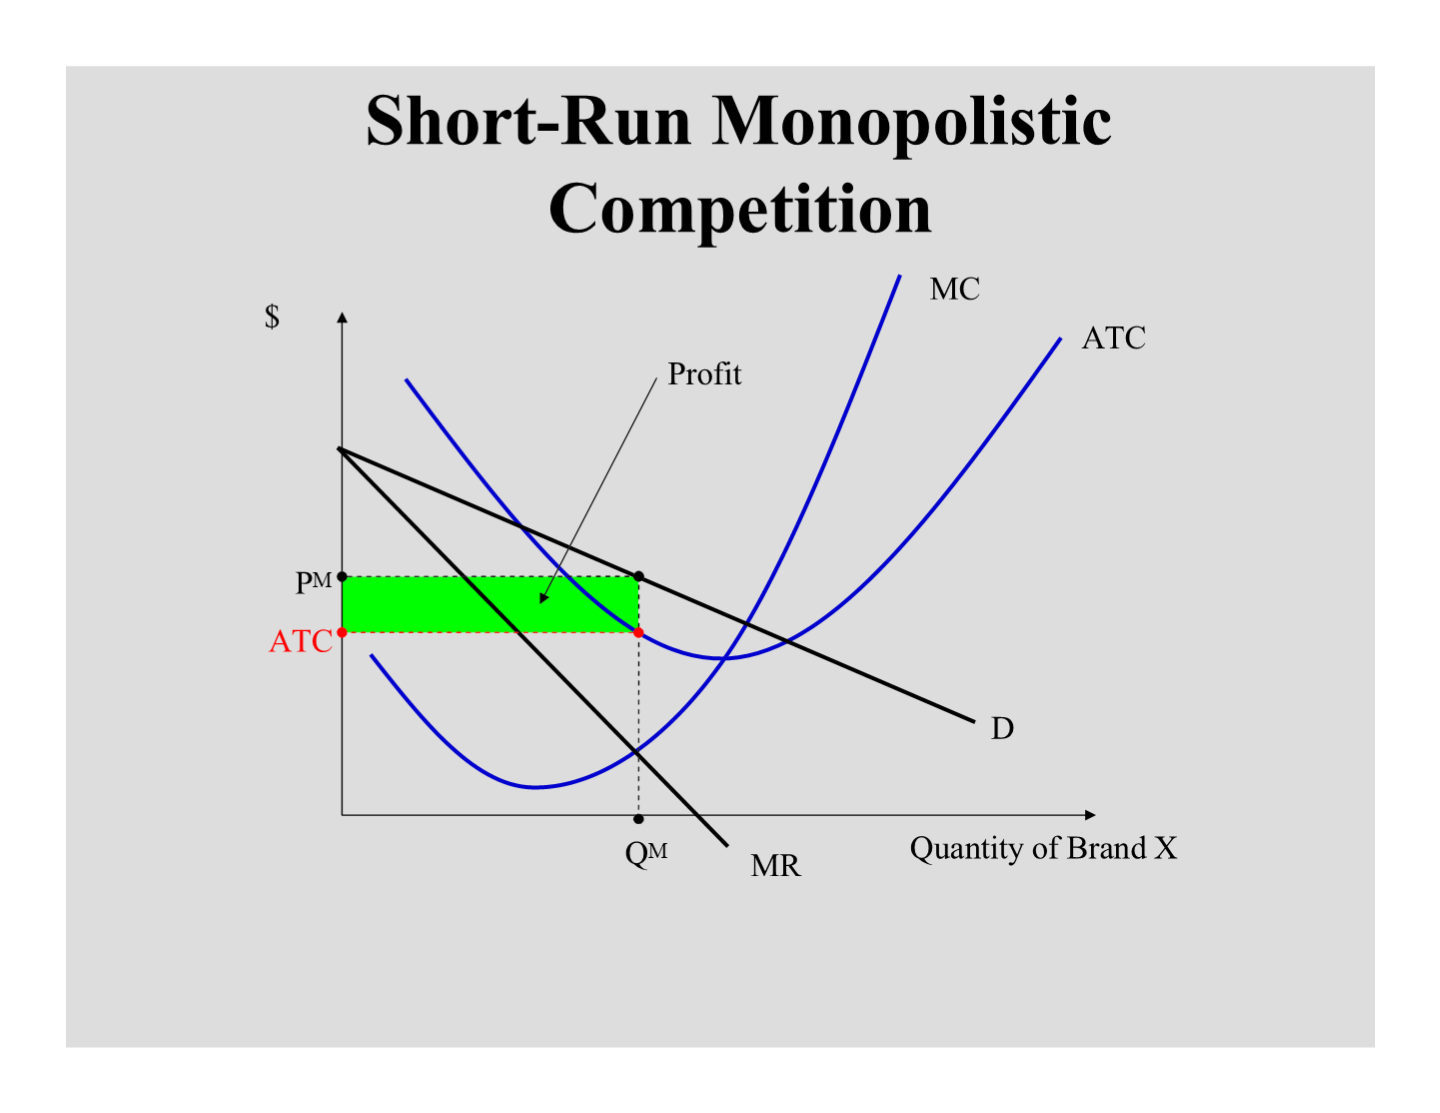 Short-Run Monopolistic
Competition
MC
$
ATC
Profit
PM
ATC
D
Quantity of Brand X
QM
MR